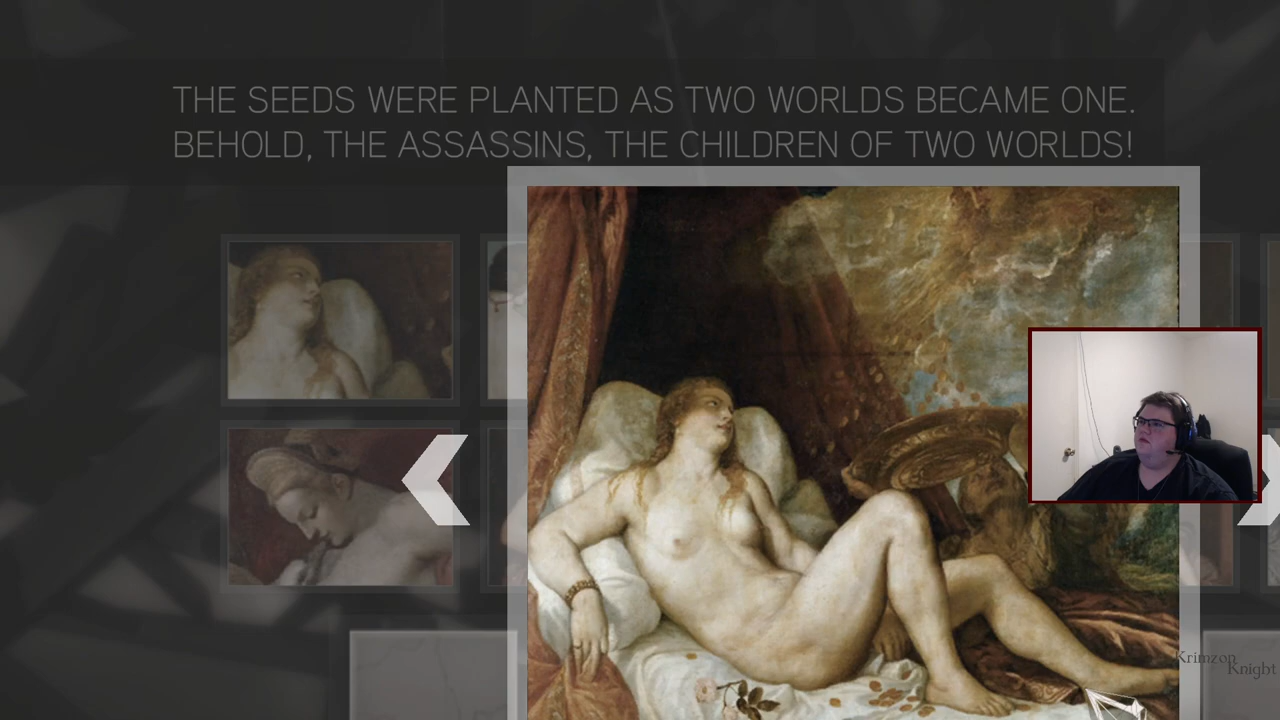 THE SEEDS WERE PLANTED AS TWO WORLDS BECAME ONE.
BEHOLD, THE ASSASSINS, THE CHILDREN OF TWO WORLDS!
Krimzon
Knight